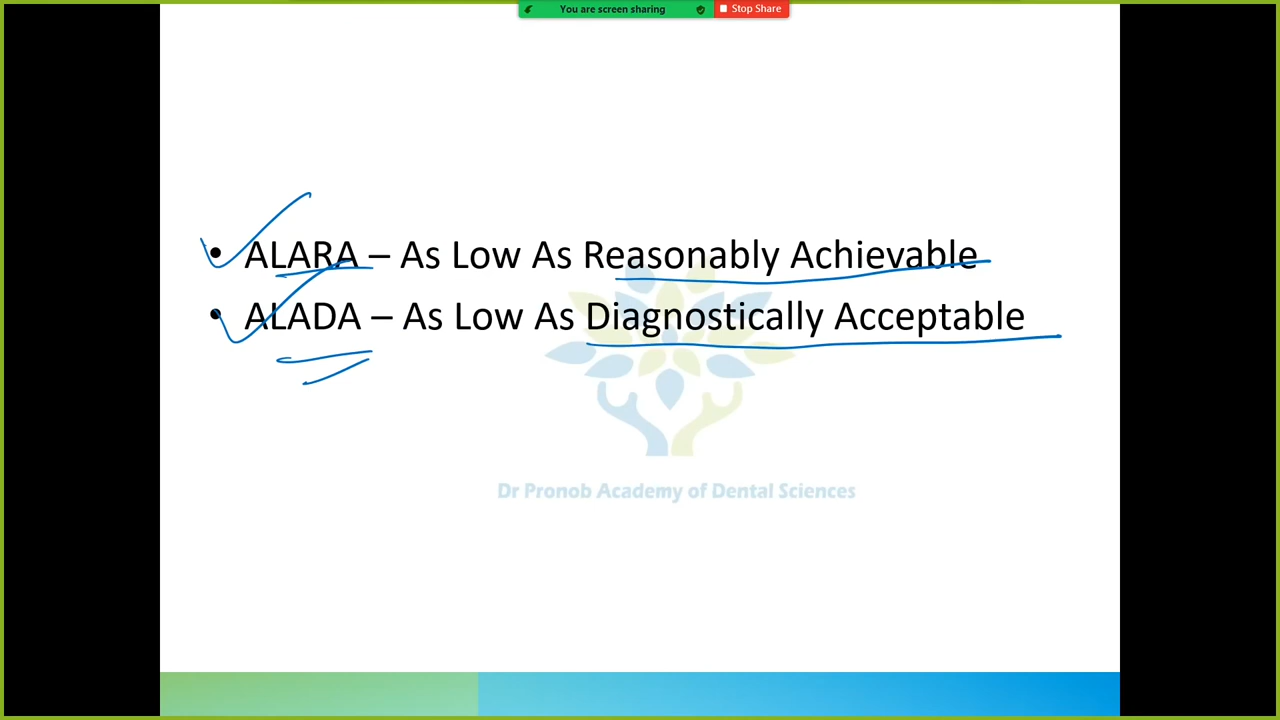 You are screen sharing Stop Share
• ALARA – As Low As Reasonably Achievable
• ALADA – As Low As Diagnostically Acceptable
Dr Pronob Academy of Dental Sciences